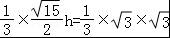 1/3 × √15/2 h = 1/3 × √3 × √3